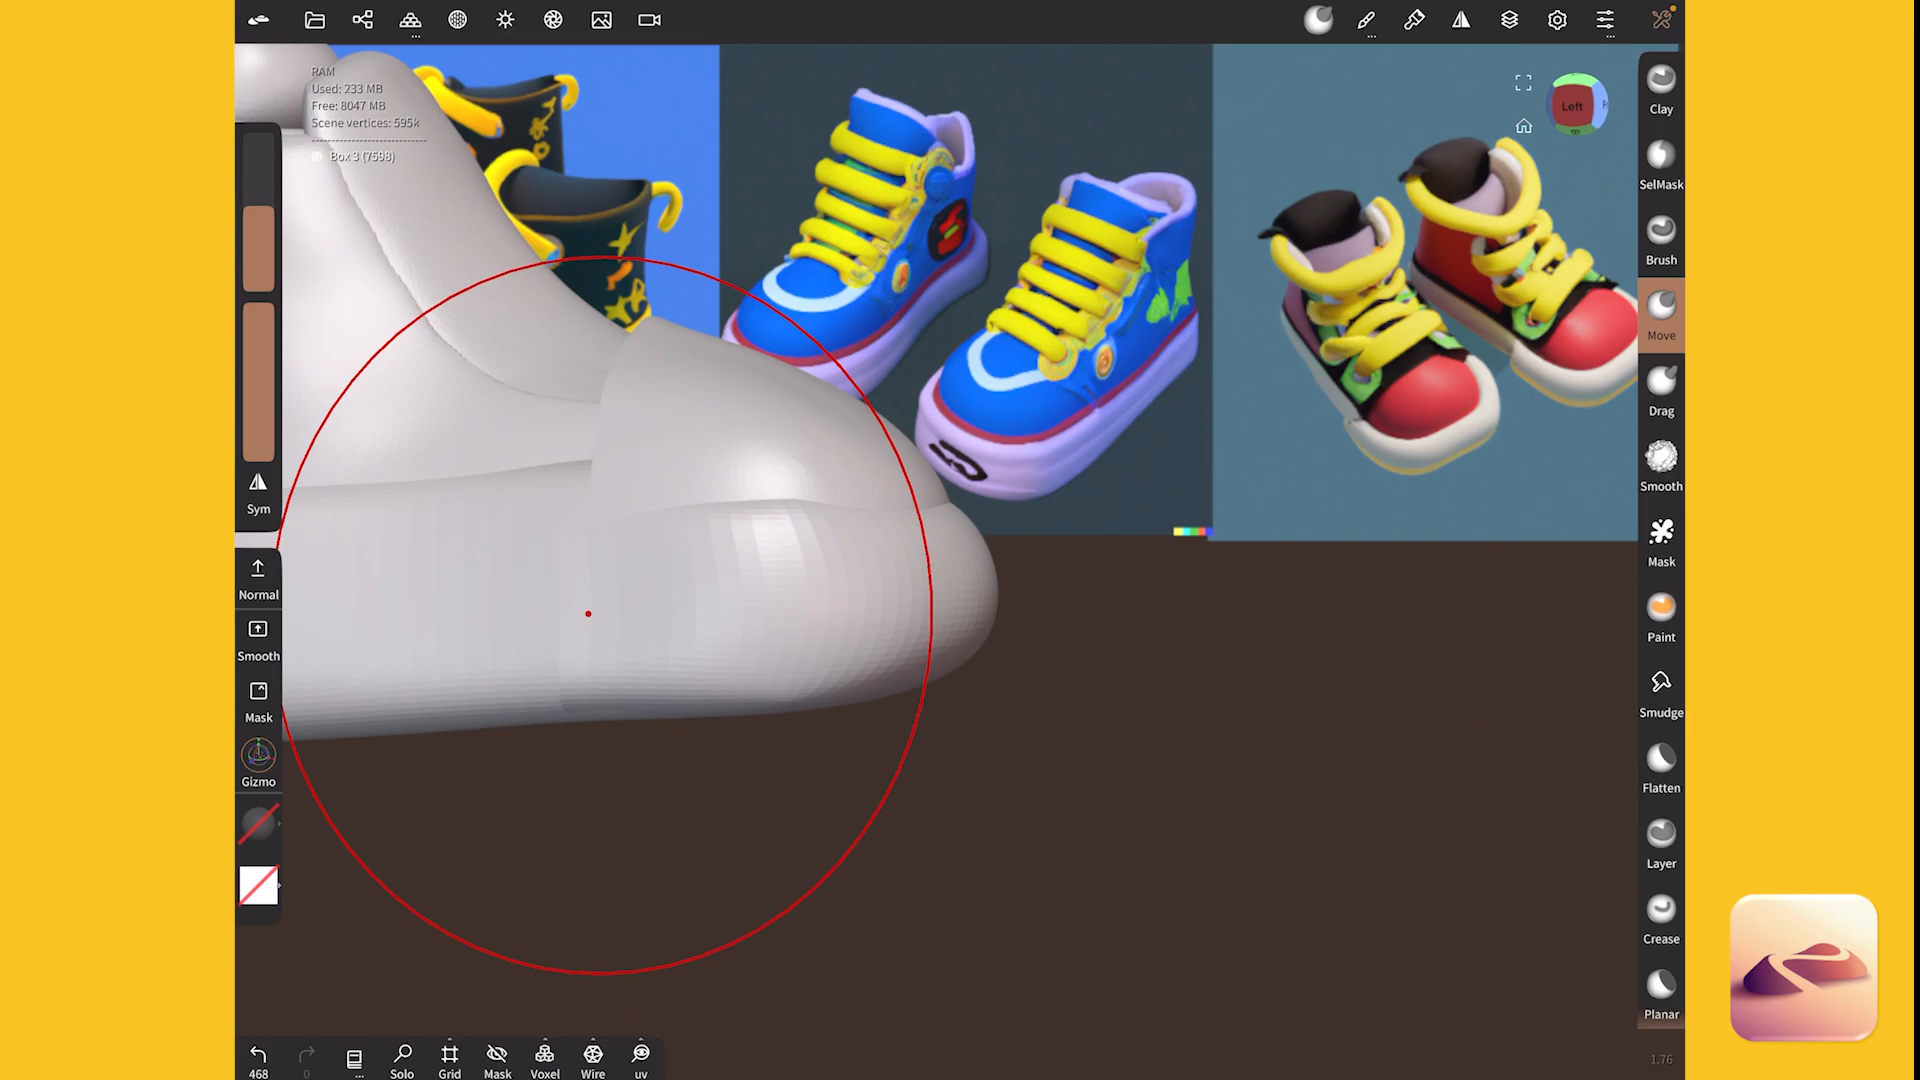 RAM
Used: 233 MB
Free: 8047 MB
Scene vertices: 595k
Box 3 (7598)
Left
Clay
SelMask
Brush
Move
Drag
Smooth
Mask
Paint
Smudge
Flatten
Layer
Crease
Planar
1.76
Sym
Normal
Smooth
Mask
Gizmo
468
0
Solo
Grid
Mask
Voxel
Wire
uv